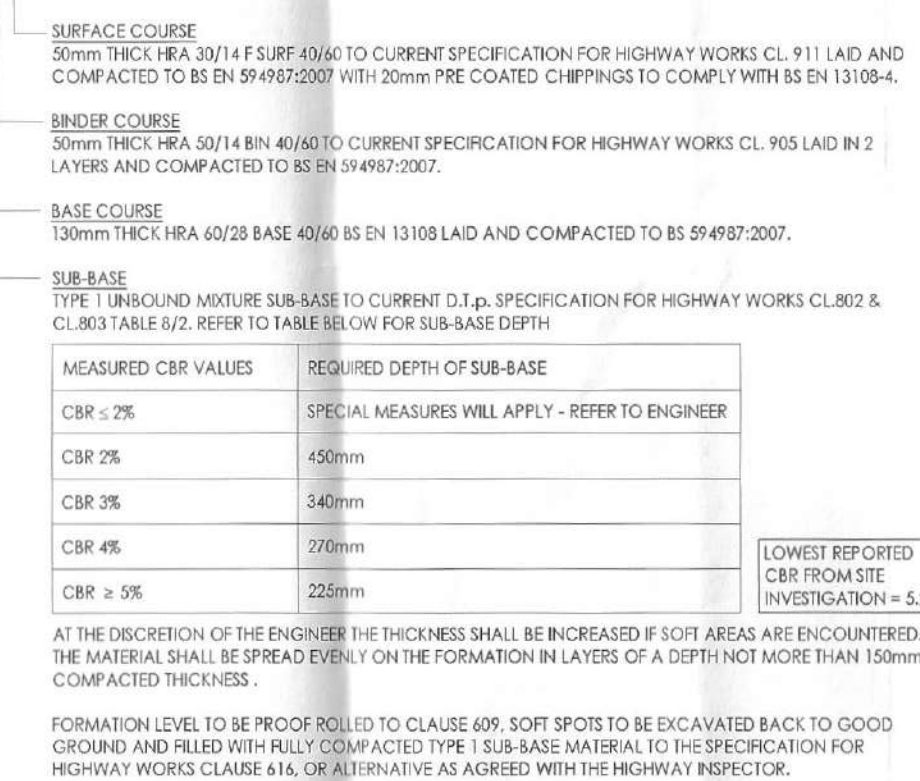 SURFACE COURSE
50mm THICK HRA 30/14 F SURF 40/60 TO CURRENT SPECIFICATION FOR HIGHWAY WORKS CL. 911 LAID AND
COMPACTED TO BS EN 594987:2007 WITH 20mm PRE COATED CHIPPINGS TO COMPLY WITH BS EN 13108-4.
BINDER COURSE
50mm THICK HRA 50/14 BIN 40/60 TO CURRENT SPECIFICATION FOR HIGHWAY WORKS CL. 905 LAID IN 2
LAYERS AND COMPACTED TO BS EN 594987:2007.
BASE COURSE
130mm THICK HRA 60/28 BASE 40/60 BS EN 13108 LAID AND COMPACTED TO BS 594987:2007.
SUB-BASE
TYPE 1 UNBOUND MIXTURE SUB-BASE TO CURRENT D.T.p. SPECIFICATION FOR HIGHWAY WORKS CL.802 &
CL.803 TABLE 8/2. REFER TO TABLE BELOW FOR SUB-BASE DEPTH
MEASURED CBR VALUES REQUIRED DEPTH OF SUB-BASE
CBR ≤ 2% SPECIAL MEASURES WILL APPLY - REFER TO ENGINEER
CBR 2% 450mm
CBR 3% 340mm
CBR 4% 270mm
CBR ≥ 5% 225mm
LOWEST REPORTED
CBR FROM SITE
INVESTIGATION = 5.
AT THE DISCRETION OF THE ENGINEER THE THICKNESS SHALL BE INCREASED IF SOFT AREAS ARE ENCOUNTERED.
THE MATERIAL SHALL BE SPREAD EVENLY ON THE FORMATION IN LAYERS OF A DEPTH NOT MORE THAN 150mm
COMPACTED THICKNESS .
FORMATION LEVEL TO BE PROOF ROLLED TO CLAUSE 609, SOFT SPOTS TO BE EXCAVATED BACK TO GOOD
GROUND AND FILLED WITH FULLY COMPACTED TYPE 1 SUB-BASE MATERIAL TO THE SPECIFICATION FOR
HIGHWAY WORKS CLAUSE 616, OR ALTERNATIVE AS AGREED WITH THE HIGHWAY INSPECTOR.